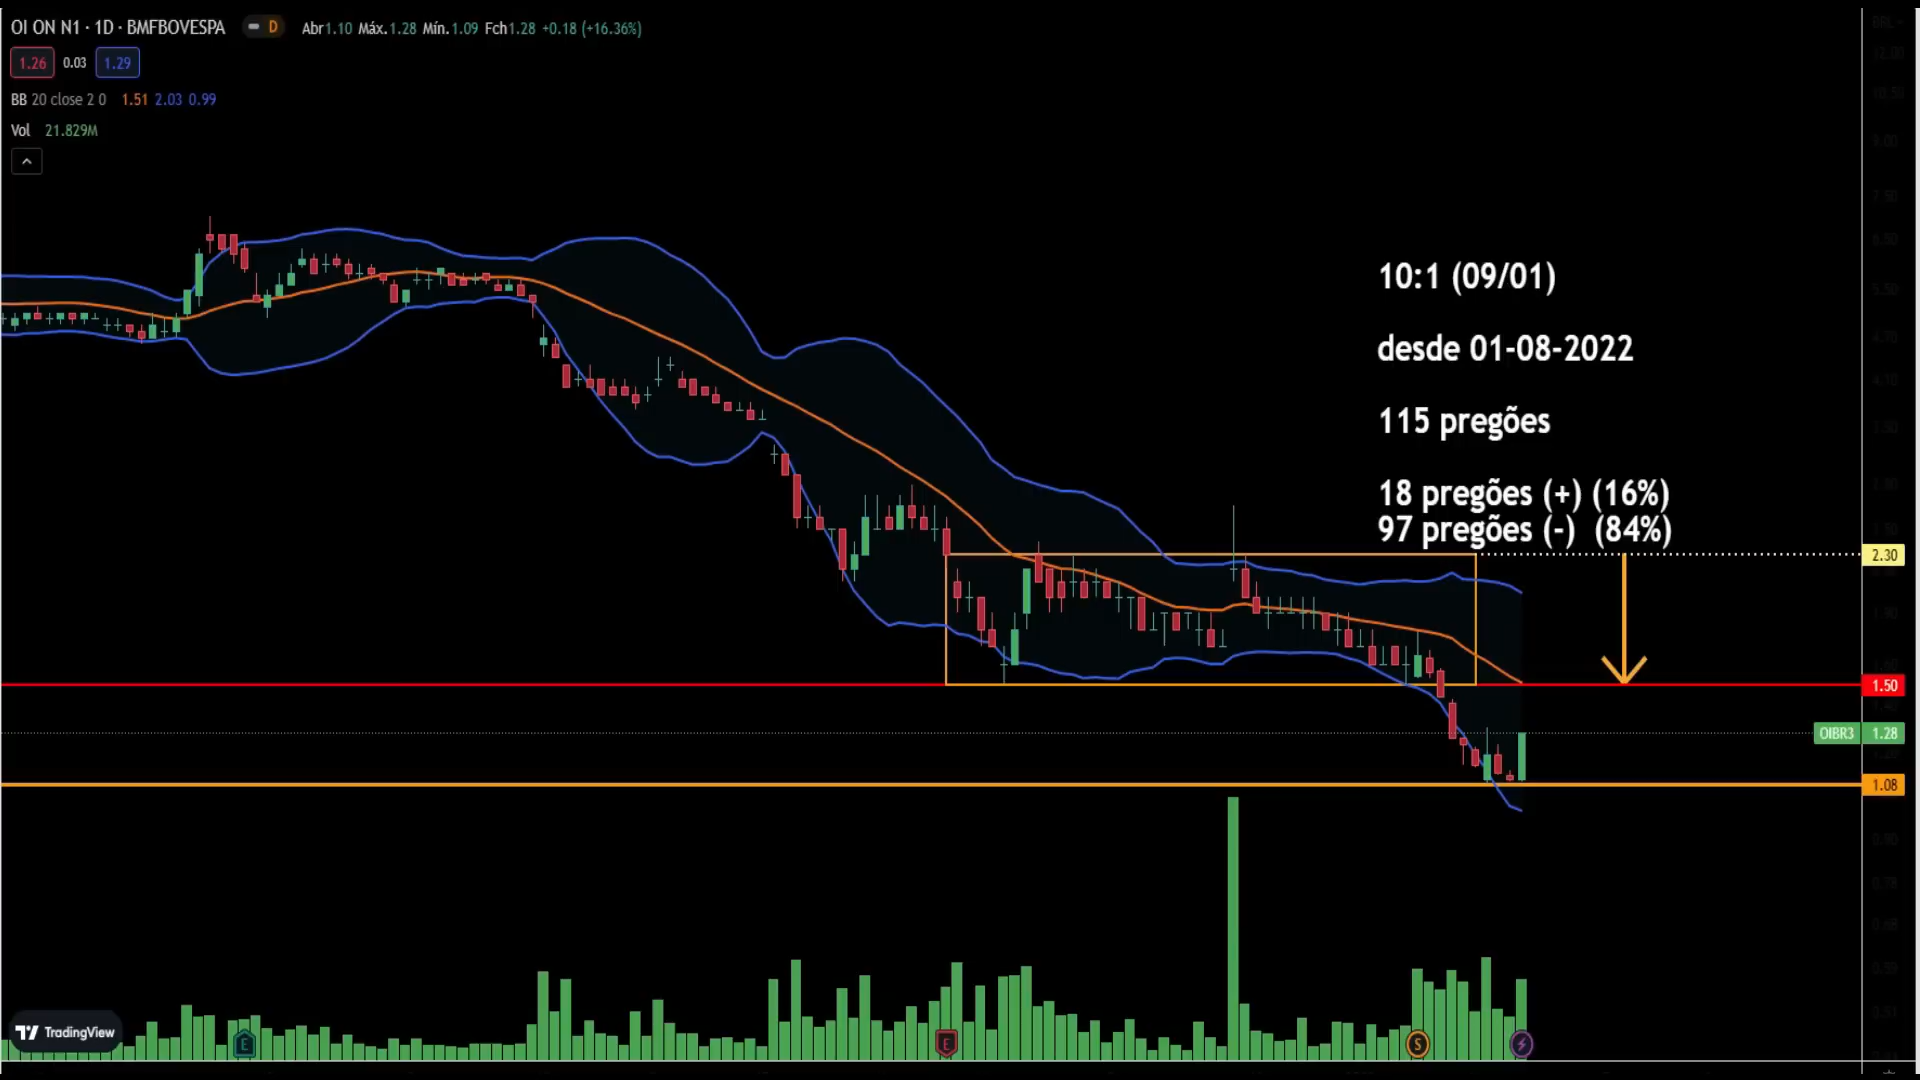 OI ON N1 · 1D · BMFBOVESPA D Abr1.10 Máx.1.28 Mín.1.09 Fch1.28 +0.18 (+16.36%)
1.26 0.03 1.29
BB 20 close 2 0 1.51 2.03 0.99
Vol 21.829M
10:1 (09/01)
desde 01-08-2022
115 pregões
18 pregões (+) (16%)
97 pregões (-) (84%)
2.30
1.50
OIBR3 1.28
1.08
TradingView
E
E
S